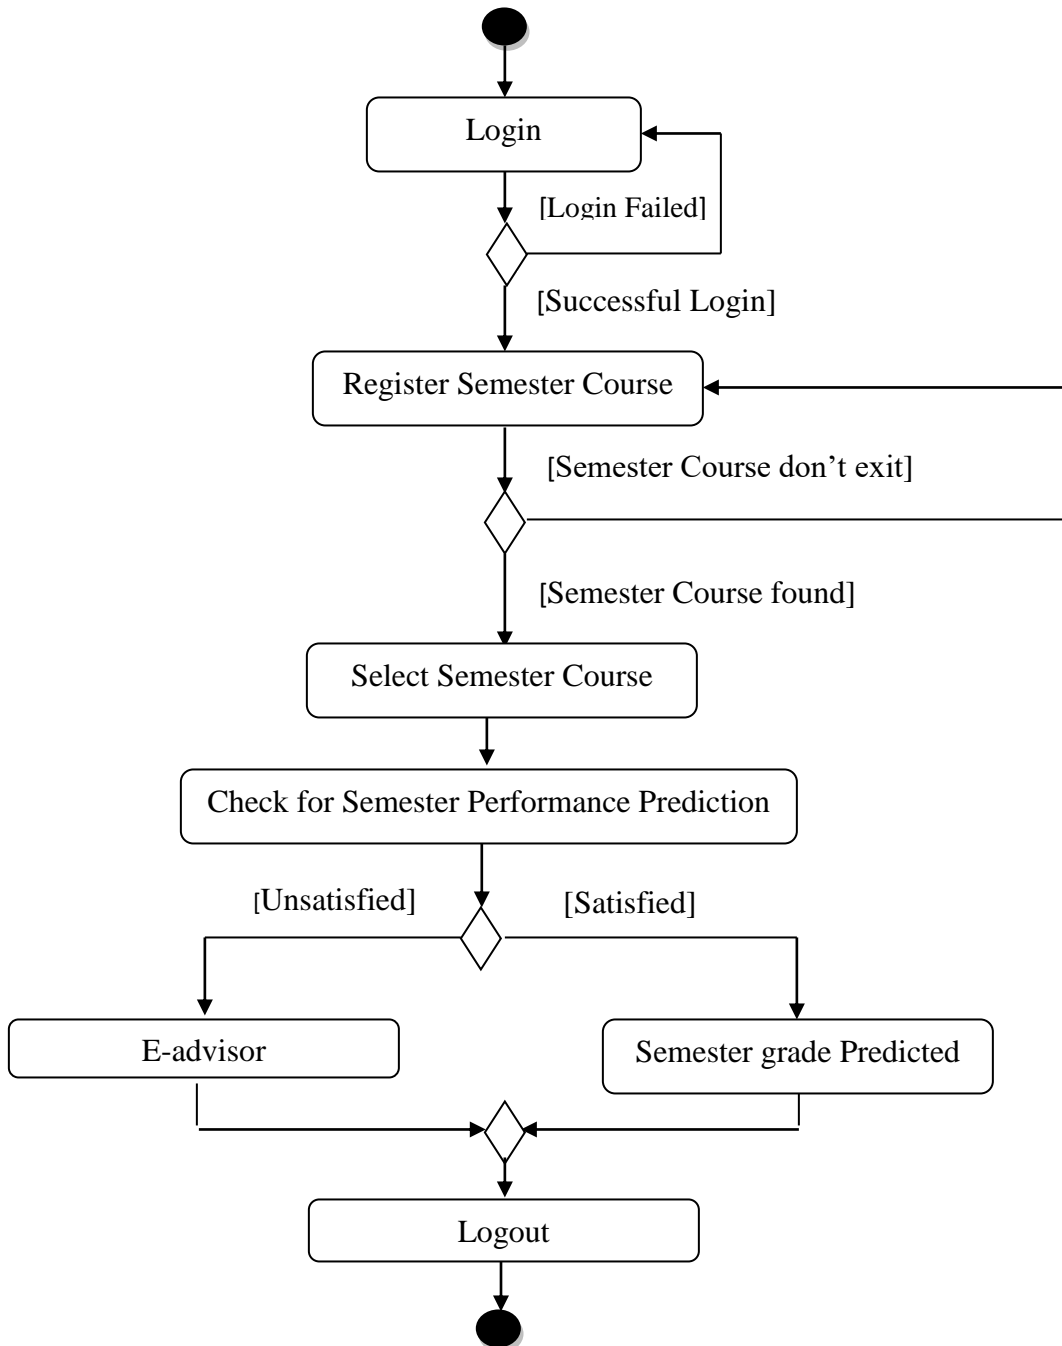 Login
[Login Failed]
[Successful Login]
Register Semester Course
[Semester Course don’t exit]
[Semester Course found]
Select Semester Course
Check for Semester Performance Prediction
[Unsatisfied]
[Satisfied]
E-advisor
Semester grade Predicted
Logout